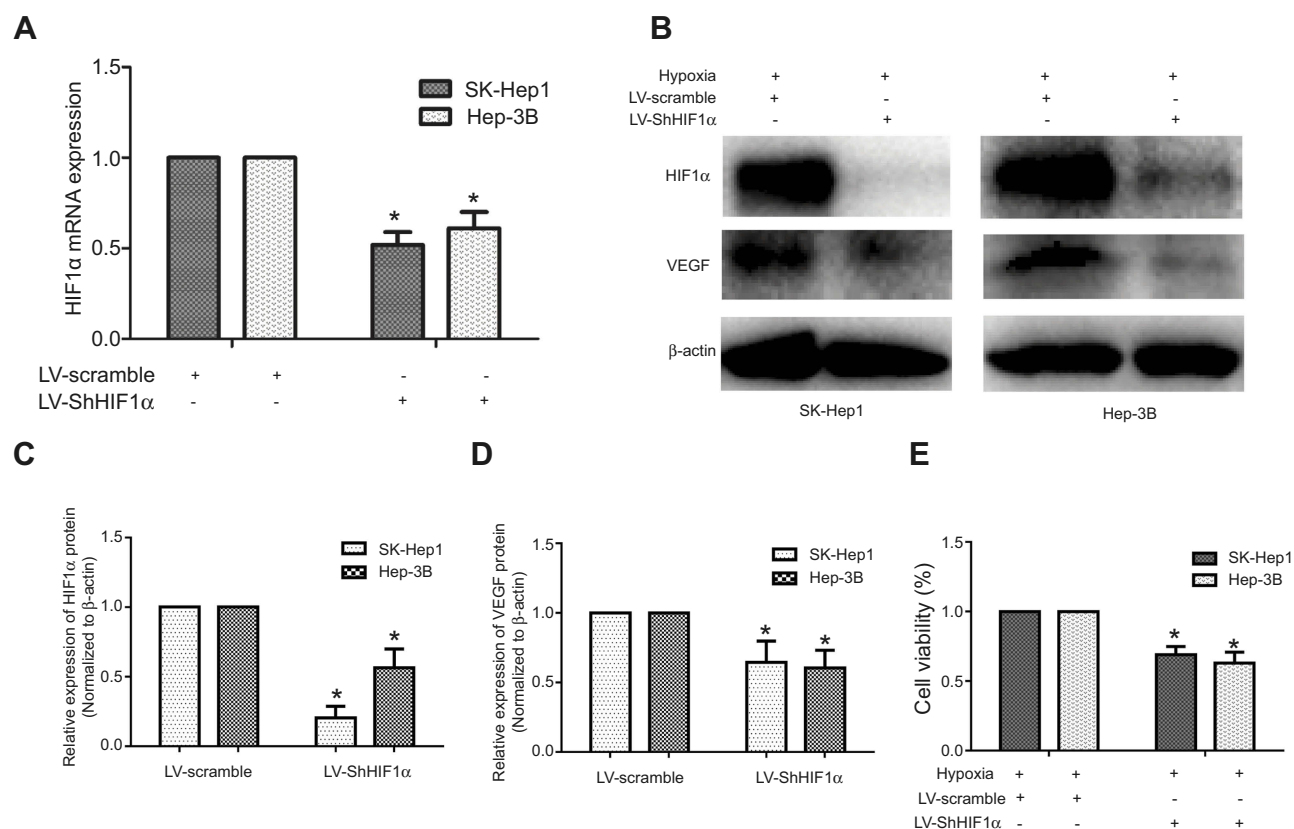 A
HIF1α mRNA expression
1.5
1.0
0.5
0.0
SK-Hep1
Hep-3B
* *
LV-scramble + + - -
LV-ShHIF1α - - + +
B
Hypoxia + + + +
LV-scramble + - + -
LV-ShHIF1α - + - +
HIF1α
VEGF
β-actin
SK-Hep1 Hep-3B
C
Relative expression of HIF1α protein
(Normalized to β-actin)
1.5
1.0
0.5
0.0
SK-Hep1
Hep-3B
* *
LV-scramble LV-ShHIF1α
D
Relative expression of VEGF protein
(Normalized to β-actin)
1.5
1.0
0.5
0.0
SK-Hep1
Hep-3B
* *
LV-scramble LV-ShHIF1α
E
Cell viability (%)
1.5
1.0
0.5
0.0
SK-Hep1
Hep-3B
* *
Hypoxia + + + +
LV-scramble + + - -
LV-ShHIF1α - - + +